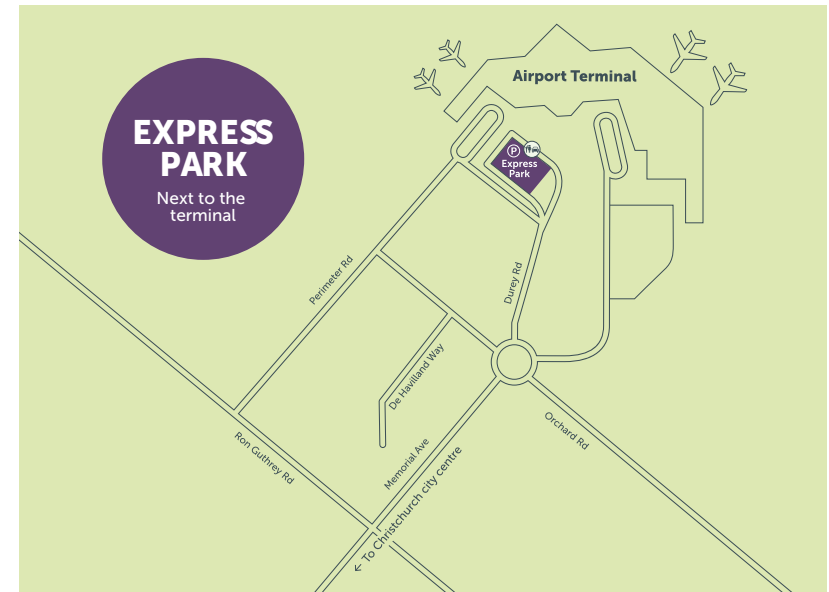 EXPRESS
PARK
Next to the
terminal
Airport Terminal
P
Express
Park
Perimeter Rd
Durey Rd
De Havilland Way
Orchard Rd
Ron Guthrey Rd
Memorial Ave
← To Christchurch city centre